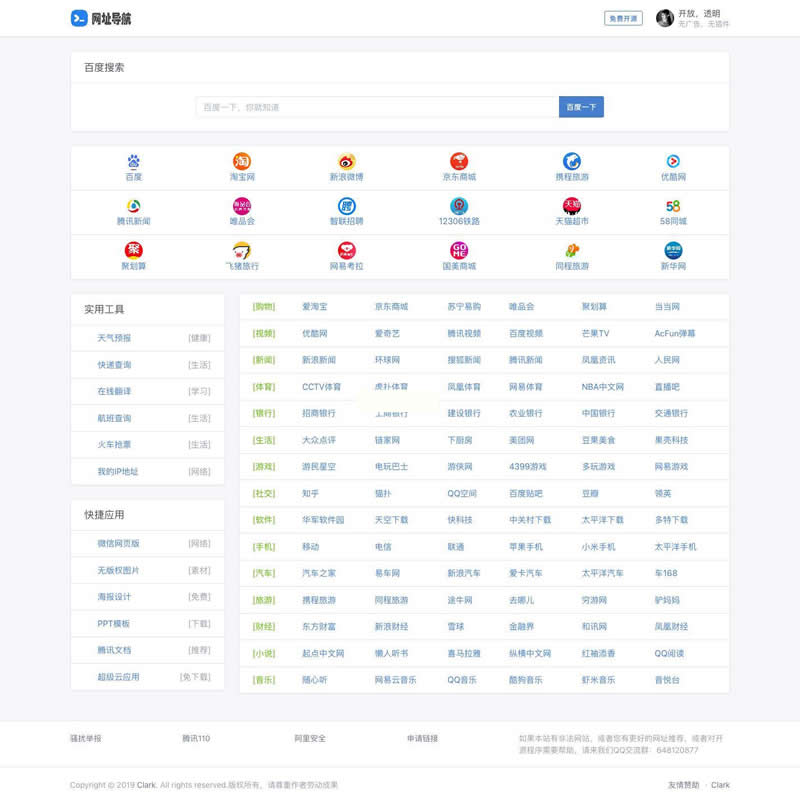 网址导航
免费开源
开放，透明
无广告、无插件
百度搜索
百度一下，你就知道 百度一下
百度 淘宝网 新浪微博 京东商城 携程旅游 优酷网
腾讯新闻 唯品会 智联招聘 12306铁路 天猫超市 58同城
聚划算 飞猪旅行 网易考拉 国美商城 同程旅游 新华网
实用工具
天气预报 [健康]
快递查询 [生活]
在线翻译 [学习]
航班查询 [生活]
火车抢票 [生活]
我的IP地址 [网络]
快捷应用
微信网页版 [网络]
无版权图片 [素材]
海报设计 [免费]
PPT模板 [下载]
腾讯文档 [推荐]
超级云应用 [免下载]
[购物] 爱淘宝 京东商城 苏宁易购 唯品会 聚划算 当当网
[视频] 优酷网 爱奇艺 腾讯视频 百度视频 芒果TV AcFun弹幕
[新闻] 新浪新闻 环球网 搜狐新闻 腾讯新闻 凤凰资讯 人民网
[体育] CCTV体育 虎扑体育 凤凰体育 网易体育 NBA中文网 直播吧
[银行] 招商银行 工商银行 建设银行 农业银行 中国银行 交通银行
[生活] 大众点评 链家网 下厨房 美团网 豆果美食 果壳科技
[游戏] 游民星空 电玩巴士 游侠网 4399游戏 多玩游戏 网易游戏
[社交] 知乎 猫扑 QQ空间 百度贴吧 豆瓣 领英
[软件] 华军软件园 天空下载 快科技 中关村下载 太平洋下载 多特下载
[手机] 移动 电信 联通 苹果手机 小米手机 太平洋手机
[汽车] 汽车之家 易车网 新浪汽车 爱卡汽车 太平洋汽车 车168
[旅游] 携程旅游 同程旅游 途牛网 去哪儿 穷游网 驴妈妈
[财经] 东方财富 新浪财经 雪球 金融界 和讯网 凤凰财经
[小说] 起点中文网 懒人听书 喜马拉雅 纵横中文网 红袖添香 QQ阅读
[音乐] 随心听 网易云音乐 QQ音乐 酷狗音乐 虾米音乐 音悦台
骚扰举报 腾讯110 阿里安全 申请链接
如果本站有非法网站，或者您有更好的网址推荐，或者对开
源程序需要帮助，请来我们QQ交流群：648120877
Copyright © 2019 Clark. All rights reserved.版权所有，请尊重作者劳动成果
友情赞助 · Clark